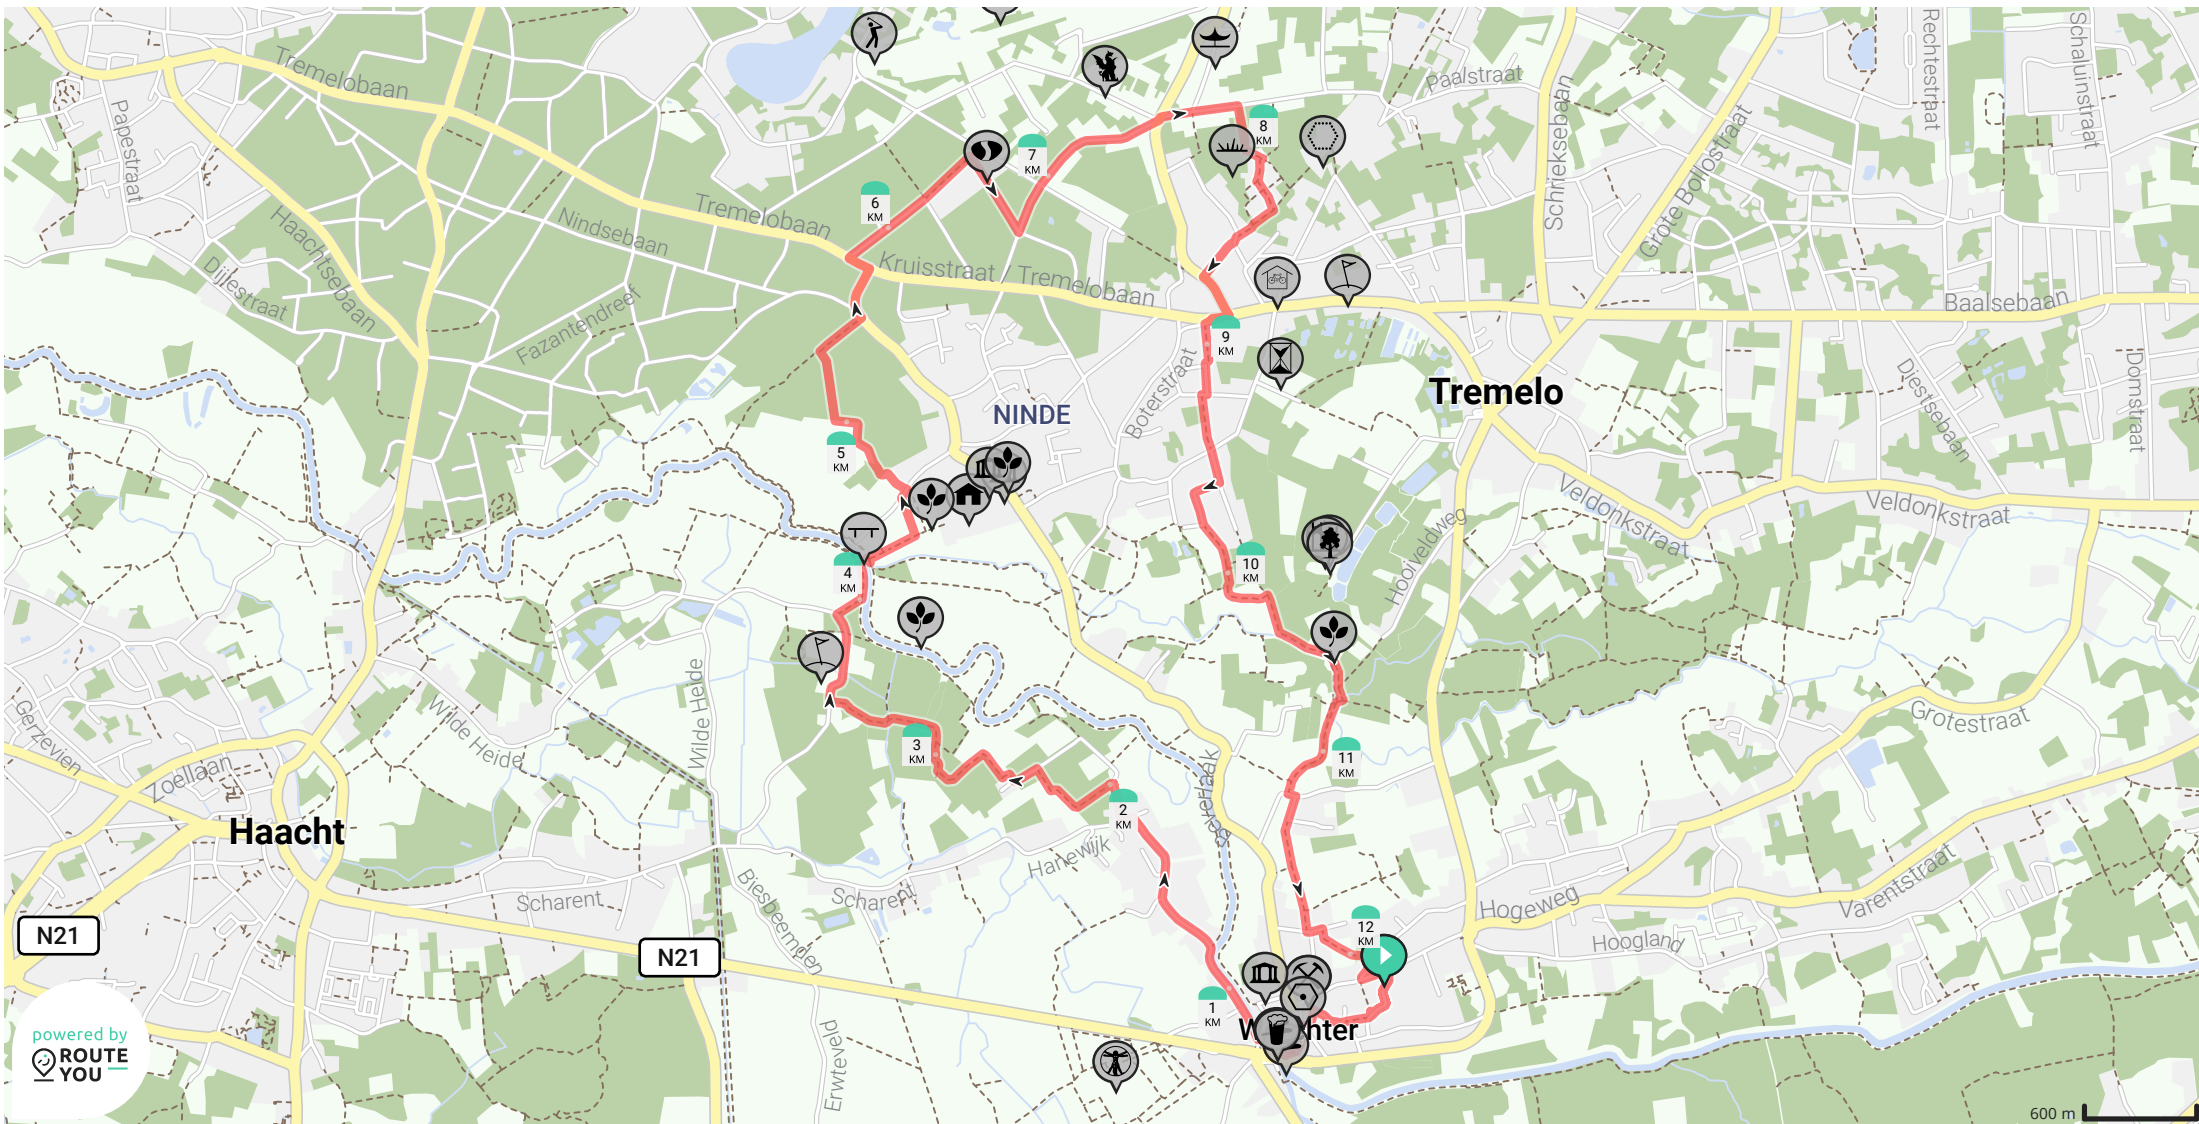 Tremelobaan
Papestraat
Haachtsebaan
Dijlestraat
Nindsebaan
Fazantendreef
Tremelobaan
Kruisstraat / Tremelobaan
Paalstraat
Schrieksebaan
Grote Bollostraat
Rechtestraat
Schaluinstraat
Baalsebaan
Diestsebaan
Domstraat
Tremelo
NINDE
Boterstraat
Veldonkstraat
Veldonkstraat
Hooiveldweg
Grotestraat
Gerzeven
Zoellaan
Wilde Heide
Wilde Heide
Haacht
Scharent
Biesbeemden
Scharent
Hanewijk
Hogeweg
Hoogland
Varentstraat
Erteveld
N21
N21
1
KM
2
KM
3
KM
4
KM
5
KM
6
KM
7
KM
8
KM
9
KM
10
KM
11
KM
12
KM
powered by
ROUTE
YOU
600 m